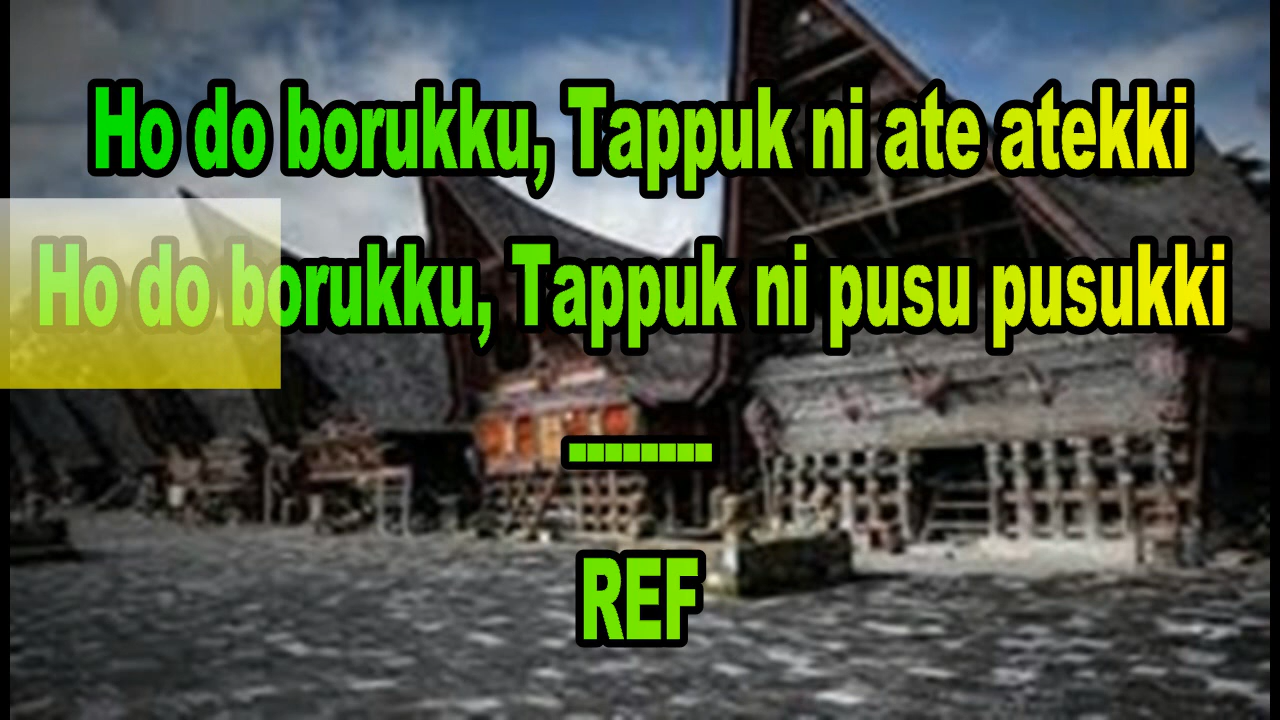 Ho do borukku, Tappuk ni ate atekki
Ho do borukku, Tappuk ni pusu pusukki
--------
REF